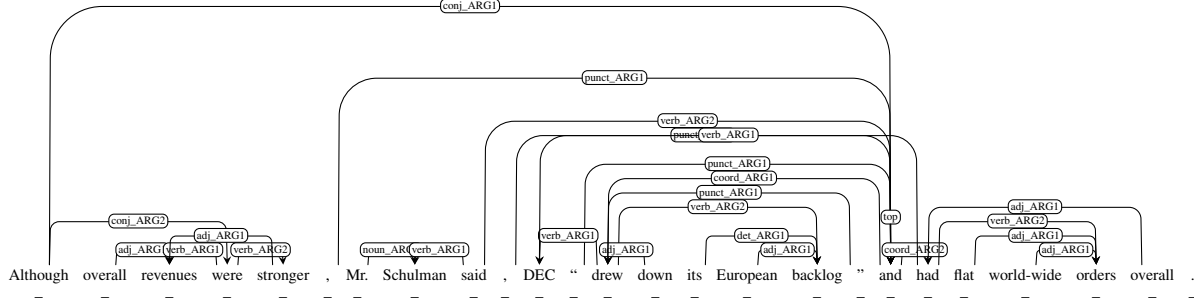 conj_ARG1
punct_ARG1
verb_ARG2
verb_ARG1
punct_ARG1
coord_ARG1
punct_ARG1
verb_ARG2 adj_ARG1
conj_ARG2 top verb_ARG2
adj_ARG1 verb_ARG1 det_ARG1 adj_ARG1
verb_ARG1 verb_ARG2 verb_ARG1 adj_ARG1 adj_ARG1 coord_ARG2 adj_ARG1
Although overall revenues were stronger , Mr. Schulman said , DEC “ drew down its European backlog ” and had flat world-wide orders overall .